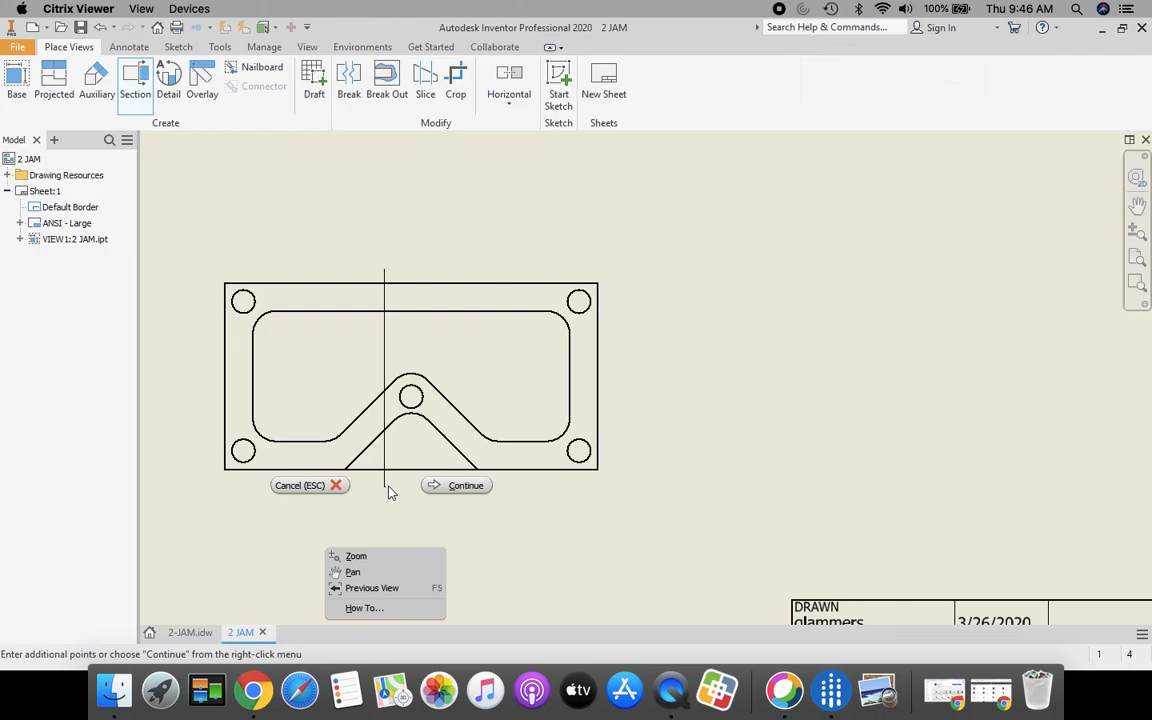 Citrix Viewer View Devices 100% Thu 9:46 AM
Autodesk Inventor Professional 2020 2 JAM Search Help & Commands... Sign In
File Place Views Annotate Sketch Tools Manage View Environments Get Started Collaborate
Base Projected Auxiliary Section Detail Overlay Nailboard Connector Draft Break Break Out Slice Crop Horizontal Start Sketch New Sheet
Create Modify Sketch Sheets
Model
2 JAM
Drawing Resources
Sheet:1
Default Border
ANSI - Large
VIEW1:2 JAM.ipt
Cancel (ESC) Continue
Zoom
Pan
Previous View F5
How To...
DRAWN
glammers 3/26/2020
2-JAM.idw 2 JAM
Enter additional points or choose "Continue" from the right-click menu 1 4